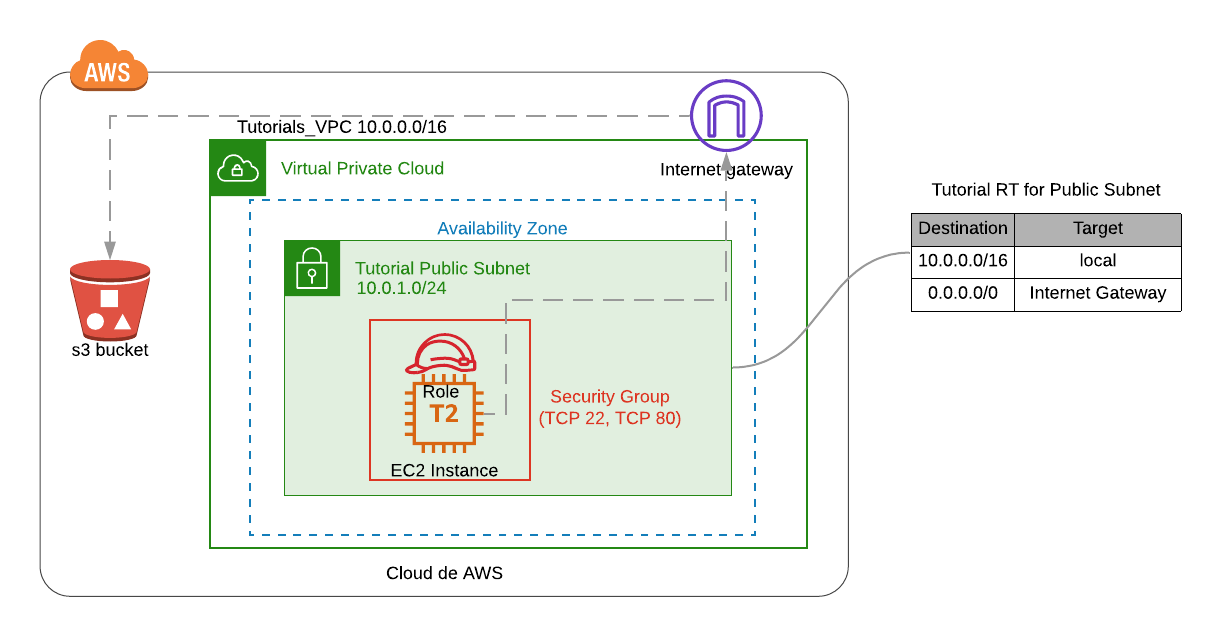 AWS
Tutorials_VPC 10.0.0.0/16
Virtual Private Cloud
Internet gateway
Availability Zone
Tutorial Public Subnet
10.0.1.0/24
Role
T2
EC2 Instance
Security Group
(TCP 22, TCP 80)
s3 bucket
Cloud de AWS
Tutorial RT for Public Subnet
Destination Target
10.0.0.0/16 local
0.0.0.0/0 Internet Gateway